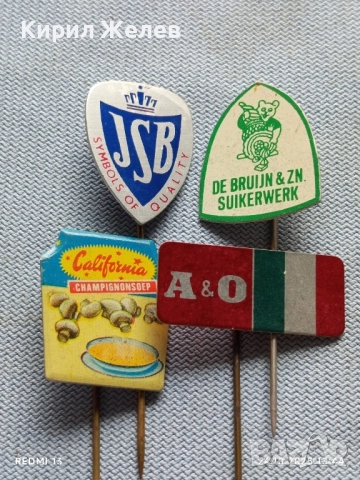 Кирил Желев
JSB
SYMBOLS OF QUALITY
DE BRUIJN & ZN.
SUIKERWERK
California
CHAMPIGNONSOEP
A & O
REDMI 13